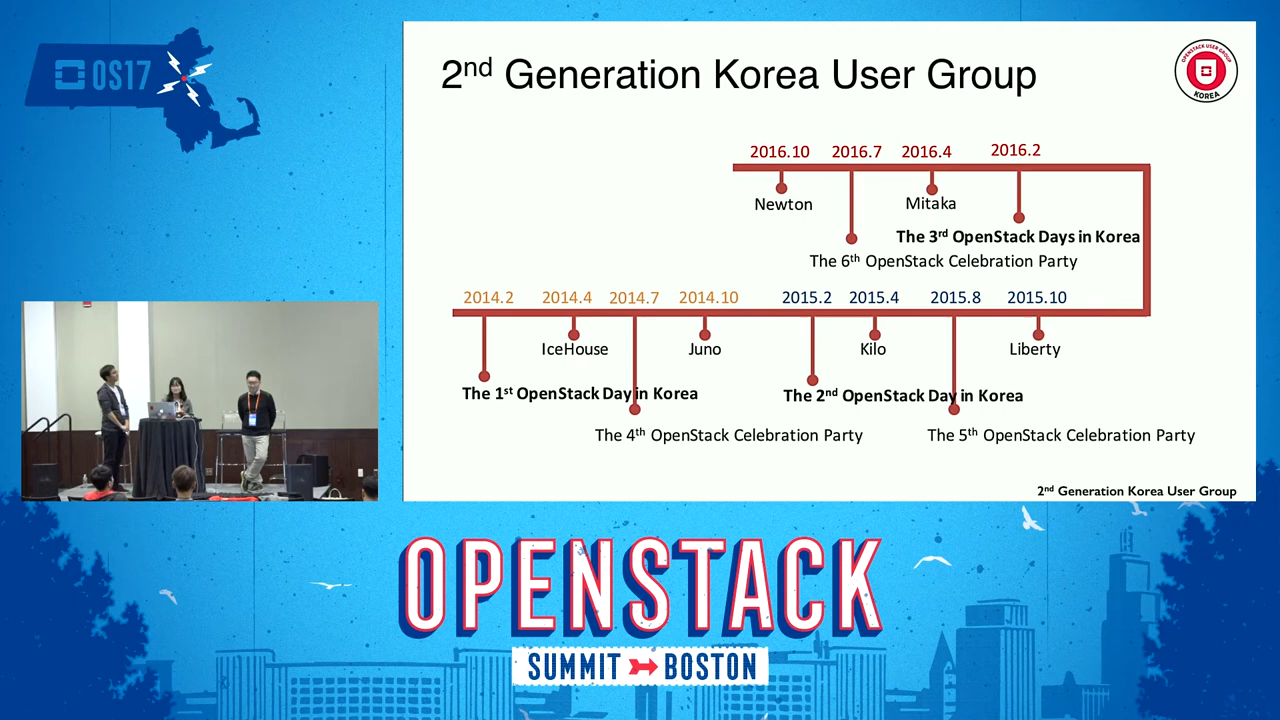 OS17
2nd Generation Korea User Group
OPENSTACK USER GROUP
KOREA
2016.10 2016.7 2016.4 2016.2
Newton Mitaka
The 3rd OpenStack Days in Korea
The 6th OpenStack Celebration Party
2014.2 2014.4 2014.7 2014.10 2015.2 2015.4 2015.8 2015.10
IceHouse Juno Kilo Liberty
The 1st OpenStack Day in Korea The 2nd OpenStack Day in Korea
The 4th OpenStack Celebration Party The 5th OpenStack Celebration Party
2nd Generation Korea User Group
OPENSTACK
SUMMIT BOSTON